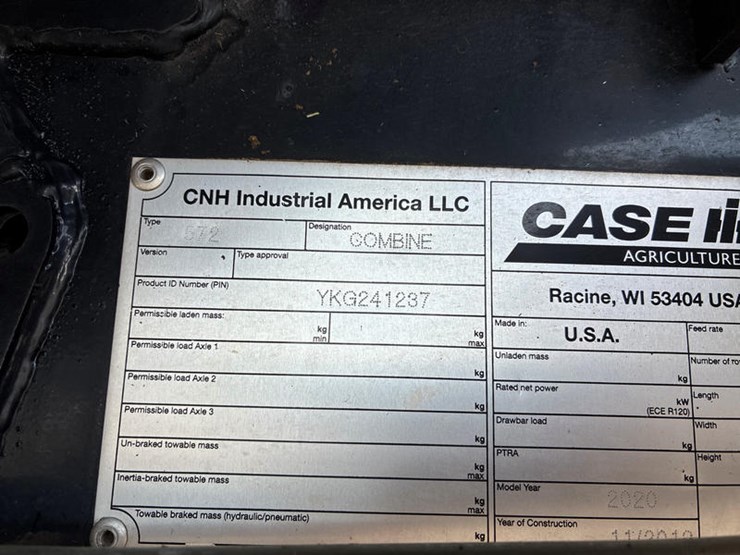 CNH Industrial America LLC
Type
Designation
COMBINE
Version
Type approval
Product ID Number (PIN)
YKG241237
Permissible laden mass:
kg
min
kg
max
Permissible load Axle 1
kg
Permissible load Axle 2
kg
Permissible load Axle 3
kg
Un-braked towable mass
kg
max
Inertia-braked towable mass
kg
max
Towable braked mass (hydraulic/pneumatic)
kg
CASE IH
AGRICULTURE
Racine, WI 53404 USA
Made in:
U.S.A.
Feed rate
Unladen mass
kg
Number of
Rated net power
kW
(ECE R120)
Length
Drawbar load
kg
Width
PTRA
kg
Height
Model Year
2020
Year of Construction